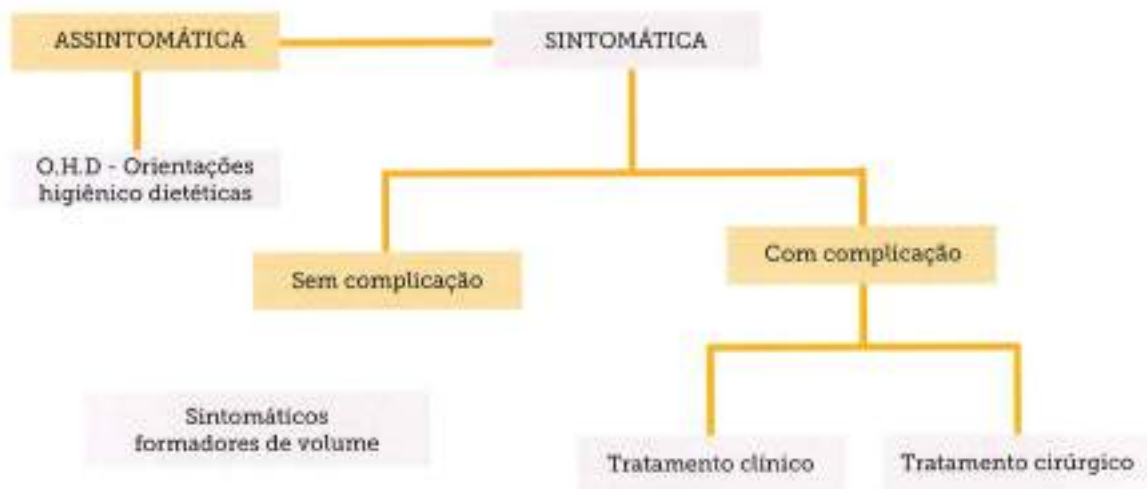 ASSINTOMÁTICA
SINTOMÁTICA
O.H.D - Orientações
higiênico dietéticas
Sem complicação
Com complicação
Sintomáticos
formadores de volume
Tratamento clínico
Tratamento cirúrgico